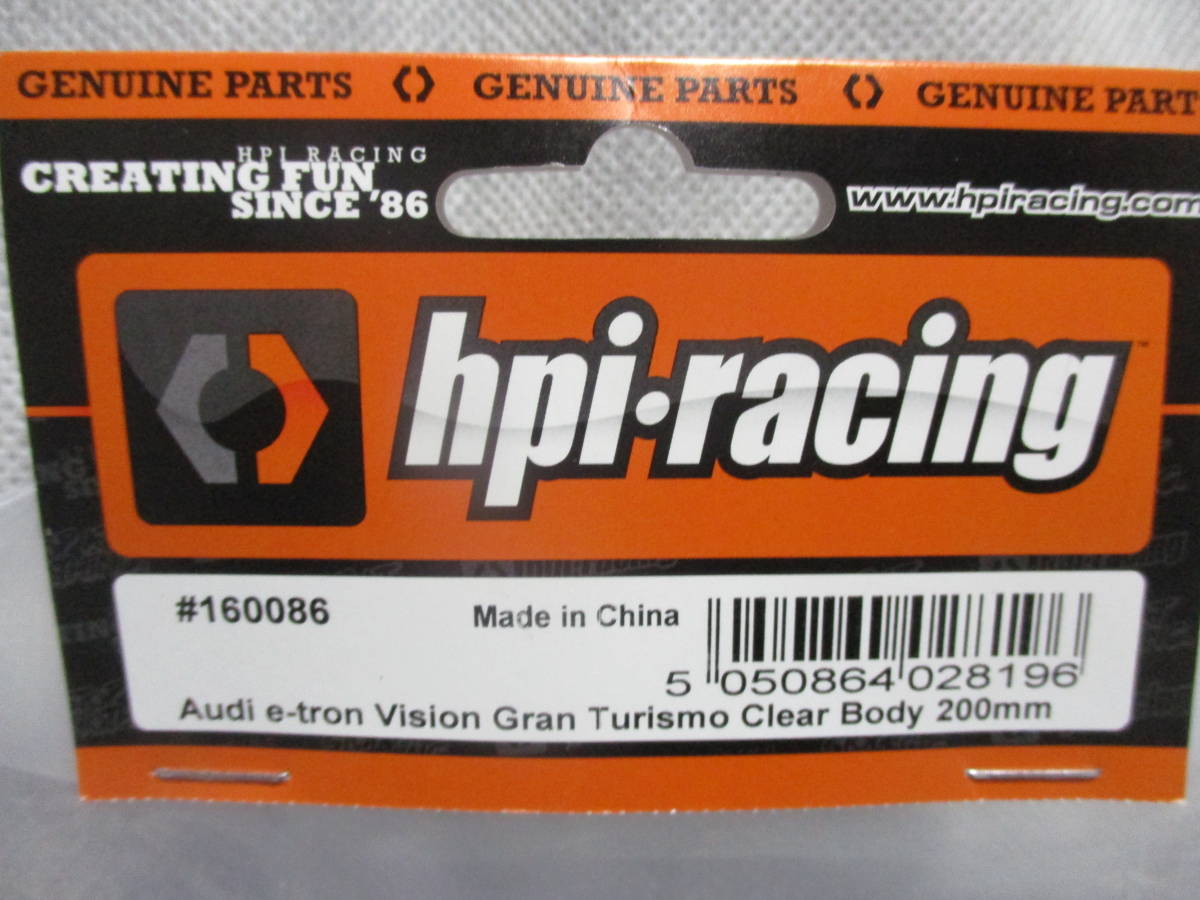 GENUINE PARTS GENUINE PARTS GENUINE PART
HPI RACING
CREATING FUN
SINCE '86
www.hpiracing.com
hpi·racing™
#160086 Made in China
5 050864 028196
Audi e-tron Vision Gran Turismo Clear Body 200mm